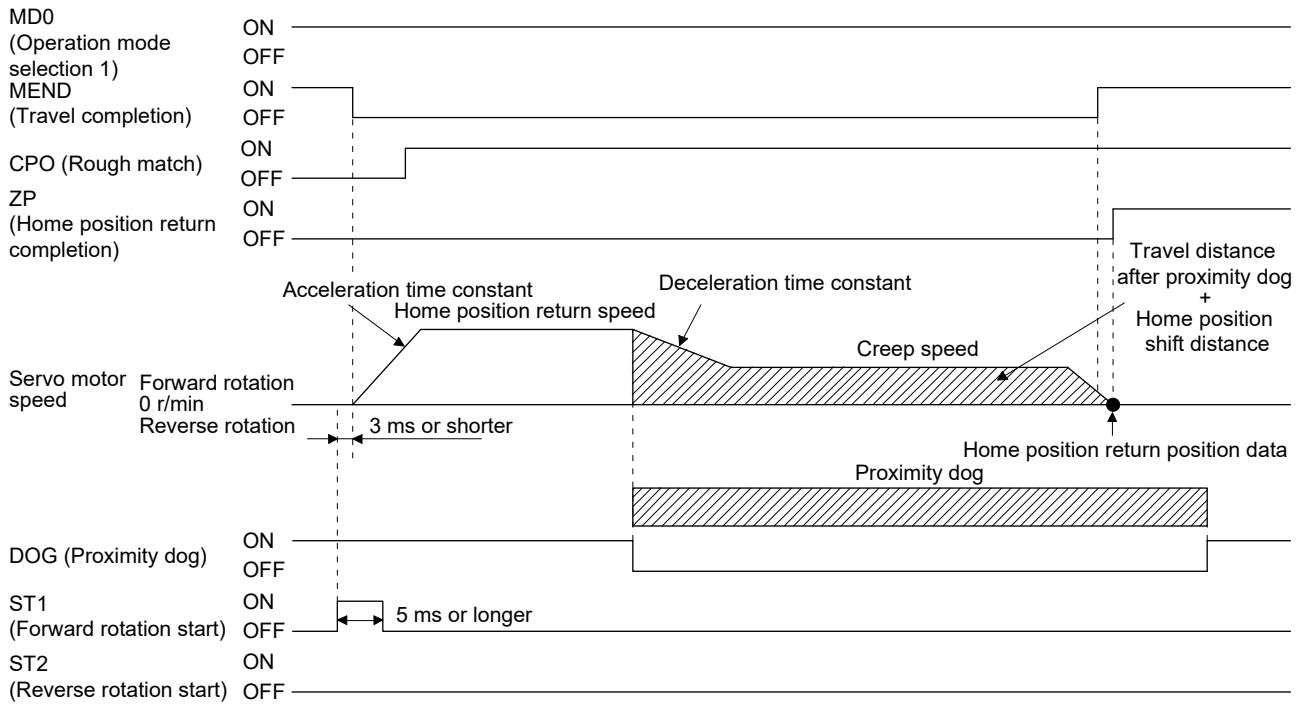 MD0
(Operation mode
selection 1)
ON
OFF
MEND
(Travel completion)
ON
OFF
CPO (Rough match)
ON
OFF
ZP
(Home position return
completion)
ON
OFF
Travel distance
after proximity dog
+
Home position
shift distance
Acceleration time constant
Home position return speed
Deceleration time constant
Creep speed
Servo motor
speed
Forward rotation
0 r/min
Reverse rotation
3 ms or shorter
Home position return position data
Proximity dog
DOG (Proximity dog)
ON
OFF
ST1
(Forward rotation start)
ON
OFF
5 ms or longer
ST2
(Reverse rotation start)
ON
OFF